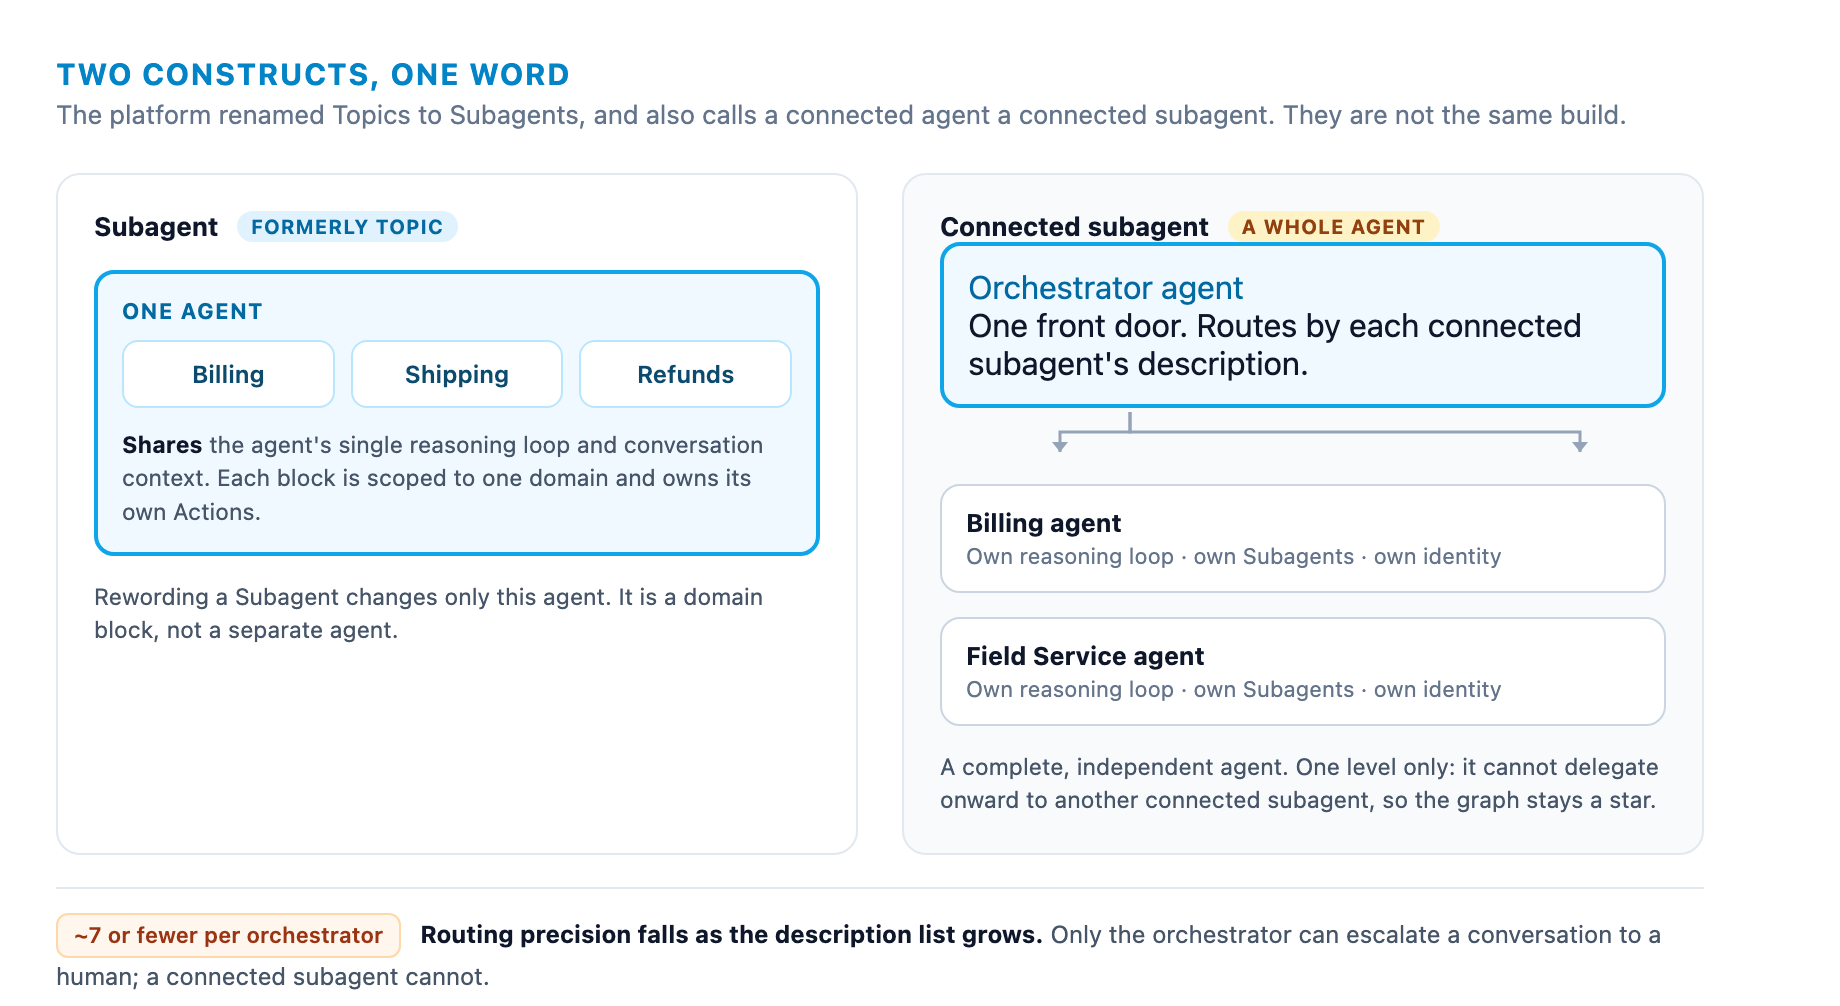 TWO CONSTRUCTS, ONE WORD
The platform renamed Topics to Subagents, and also calls a connected agent a connected subagent. They are not the same build.
Subagent
FORMERLY TOPIC
ONE AGENT
Billing
Shipping
Refunds
Shares the agent's single reasoning loop and conversation
context. Each block is scoped to one domain and owns its
own Actions.
Rewording a Subagent changes only this agent. It is a domain
block, not a separate agent.
Connected subagent
A WHOLE AGENT
Orchestrator agent
One front door. Routes by each connected
subagent's description.
Billing agent
Own reasoning loop · own Subagents · own identity
Field Service agent
Own reasoning loop · own Subagents · own identity
A complete, independent agent. One level only: it cannot delegate
onward to another connected subagent, so the graph stays a star.
~7 or fewer per orchestrator
Routing precision falls as the description list grows. Only the orchestrator can escalate a conversation to a
human; a connected subagent cannot.